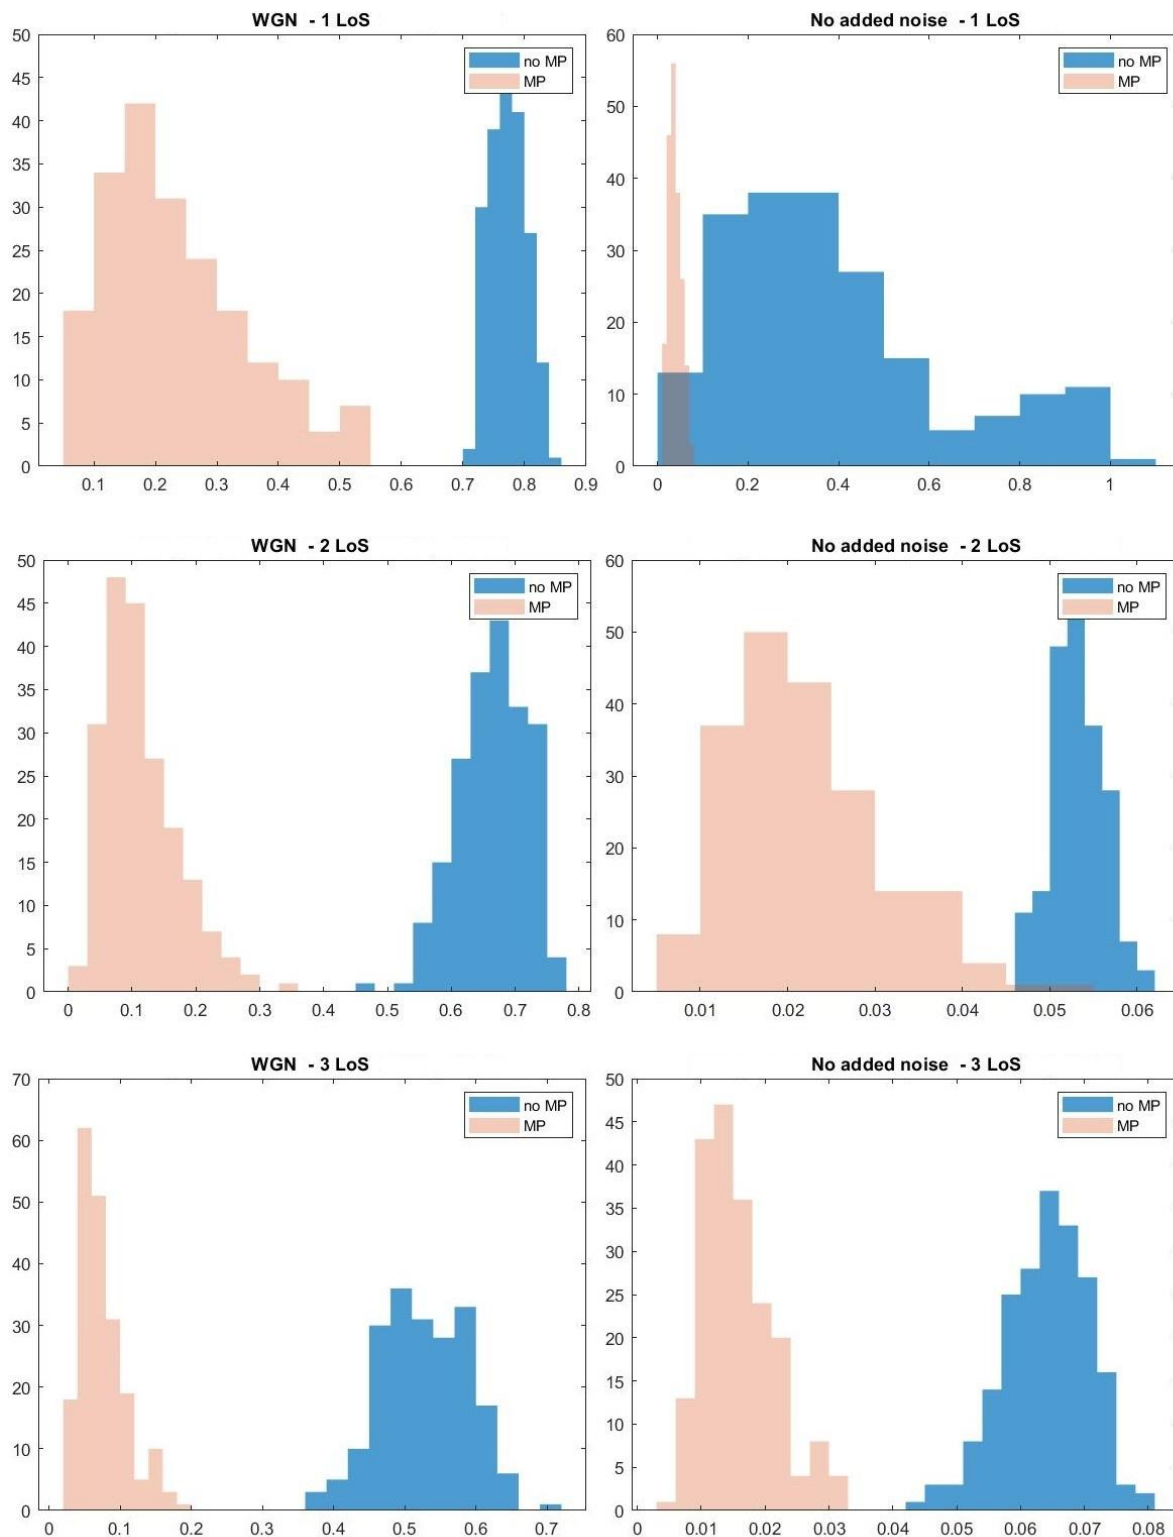 WGN - 1 LoS
50
45
40
35
30
25
20
15
10
5
0
0.1 0.2 0.3 0.4 0.5 0.6 0.7 0.8 0.9
no MP
MP
No added noise - 1 LoS
60
50
40
30
20
10
0
0 0.2 0.4 0.6 0.8 1
no MP
MP
WGN - 2 LoS
50
45
40
35
30
25
20
15
10
5
0
0 0.1 0.2 0.3 0.4 0.5 0.6 0.7 0.8
no MP
MP
No added noise - 2 LoS
60
50
40
30
20
10
0
0.01 0.02 0.03 0.04 0.05 0.06
no MP
MP
WGN - 3 LoS
70
60
50
40
30
20
10
0
0 0.1 0.2 0.3 0.4 0.5 0.6 0.7
no MP
MP
No added noise - 3 LoS
50
45
40
35
30
25
20
15
10
5
0
0 0.01 0.02 0.03 0.04 0.05 0.06 0.07 0.08
no MP
MP